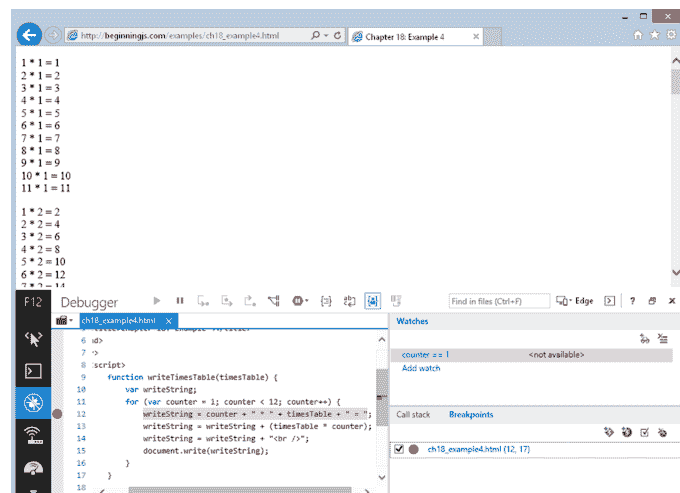 http://beginningjs.com/examples/ch18_example4.html
Chapter 18: Example 4
1 * 1 = 1
2 * 1 = 2
3 * 1 = 3
4 * 1 = 4
5 * 1 = 5
6 * 1 = 6
7 * 1 = 7
8 * 1 = 8
9 * 1 = 9
10 * 1 = 10
11 * 1 = 11
1 * 2 = 2
2 * 2 = 4
3 * 2 = 6
4 * 2 = 8
5 * 2 = 10
6 * 2 = 12
7 * 2 = 14
F12 Debugger
Find in files (Ctrl+F)
Edge
?
ch18_example4.html
Watches
6 ad>
7
8 script>
9 function writeTimesTable(timesTable) {
10 var writeString;
11 for (var counter = 1; counter < 12; counter++) {
12 writeString = counter + " * " + timesTable + " = ";
13 writeString = writeString + (timesTable * counter);
14 writeString = writeString + "<br />";
15 document.write(writeString);
16 }
17 }
18
counter == 1 <not available>
Add watch
Call stack Breakpoints
ch18_example4.html (12, 17)